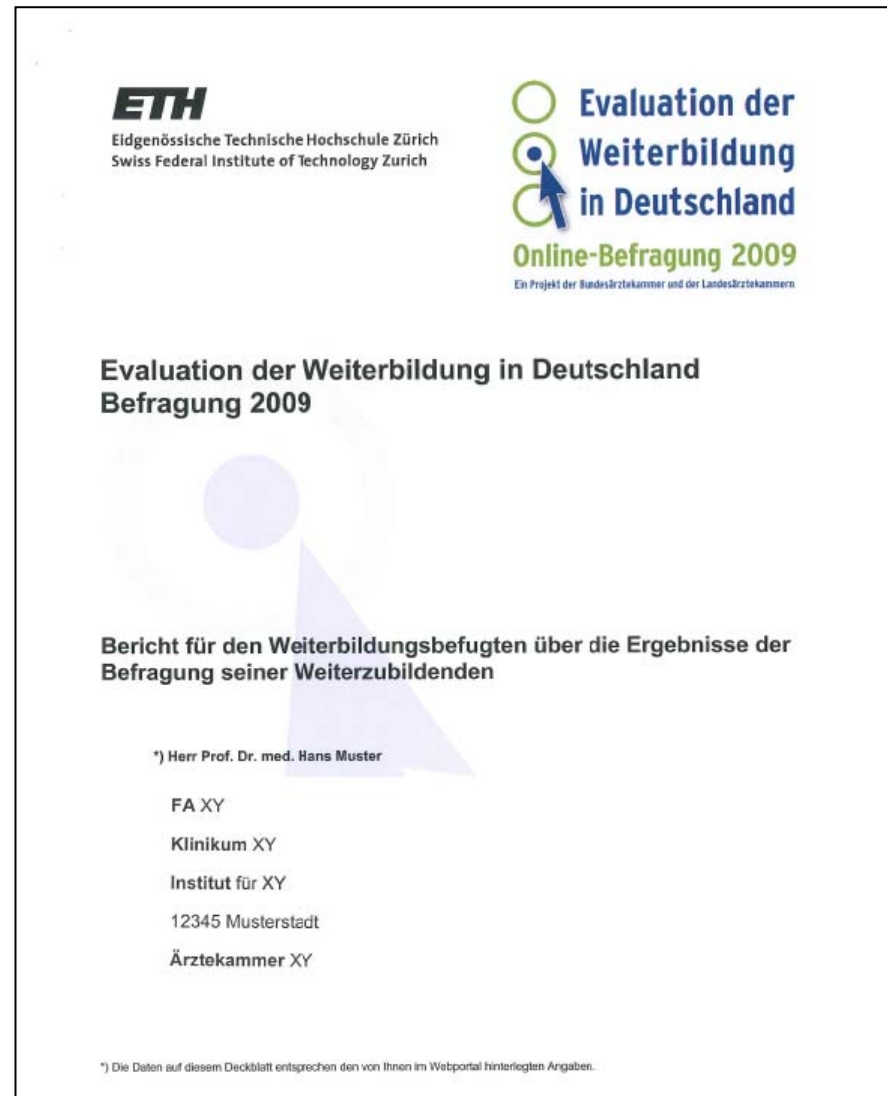 ETH
Eidgenössische Technische Hochschule Zürich
Swiss Federal Institute of Technology Zurich
Evaluation der
Weiterbildung
in Deutschland
Online-Befragung 2009
Ein Projekt der Bundesärztekammer und der Landesärztekammern
Evaluation der Weiterbildung in Deutschland
Befragung 2009
Bericht für den Weiterbildungsbefugten über die Ergebnisse der
Befragung seiner Weiterzubildenden
*) Herr Prof. Dr. med. Hans Muster
FA XY
Klinikum XY
Institut für XY
12345 Musterstadt
Ärztekammer XY
*) Die Daten auf diesem Deckblatt entsprechen den von Ihnen im Webportal hinterlegten Angaben.